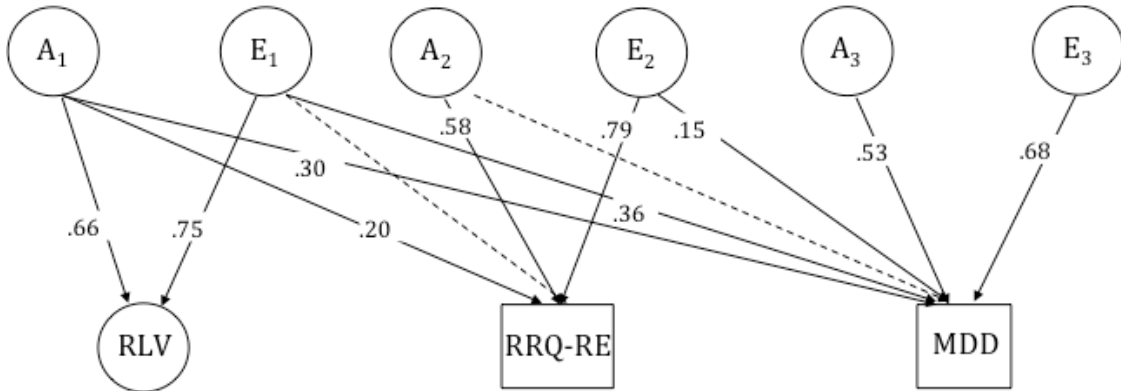 A₁ E₁ A₂ E₂ A₃ E₃
.58 .79 .15
.53 .68
.30
.66 .75 .20 .36
RLV RRQ-RE MDD